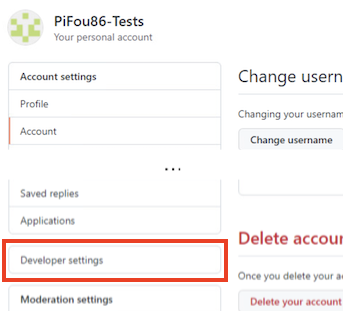 PiFou86-Tests
Your personal account
Account settings
Profile
Account
...
Saved replies
Applications
Developer settings
Moderation settings
Change usern
Changing your usernam
Change username
Delete accour
Once you delete your a
Delete your account